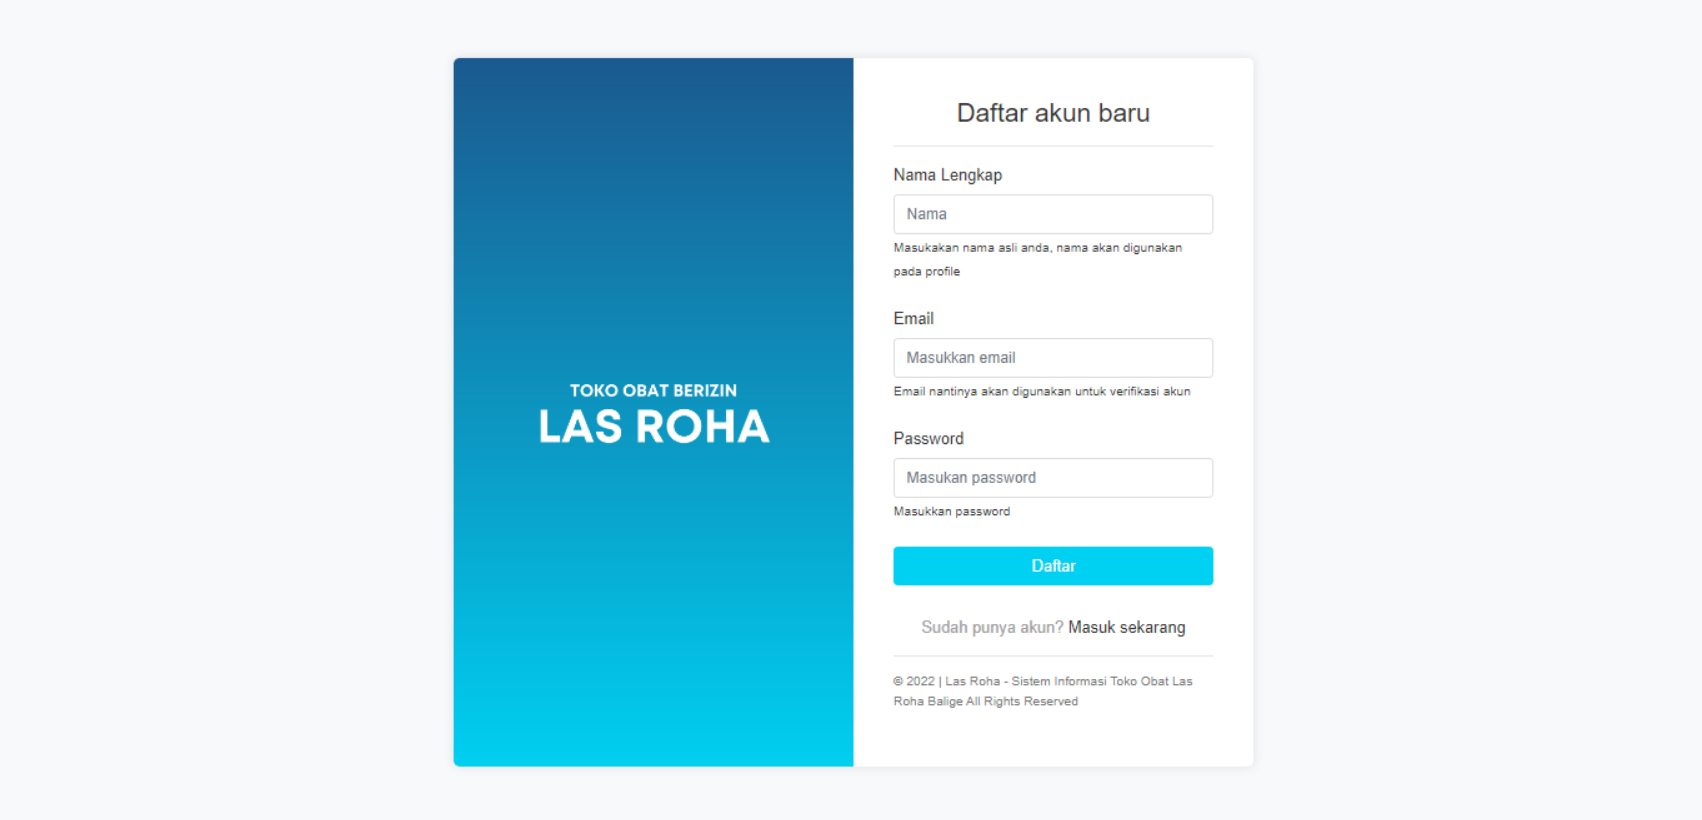 TOKO OBAT BERIZIN
LAS ROHA
Daftar akun baru
Nama Lengkap
Nama
Masukakan nama asli anda, nama akan digunakan
pada profile
Email
Masukkan email
Email nantinya akan digunakan untuk verifikasi akun
Password
Masukan password
Masukkan password
Daftar
Sudah punya akun? Masuk sekarang
© 2022 | Las Roha - Sistem Informasi Toko Obat Las
Roha Balige All Rights Reserved